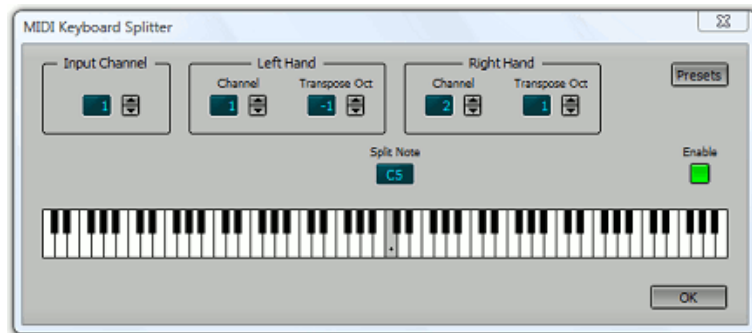 MIDI Keyboard Splitter
Input Channel
Left Hand
Right Hand
Channel
Transpose Oct
Channel
Transpose Oct
Presets
1
1
-1
2
1
Split Note
Enable
C5
OK